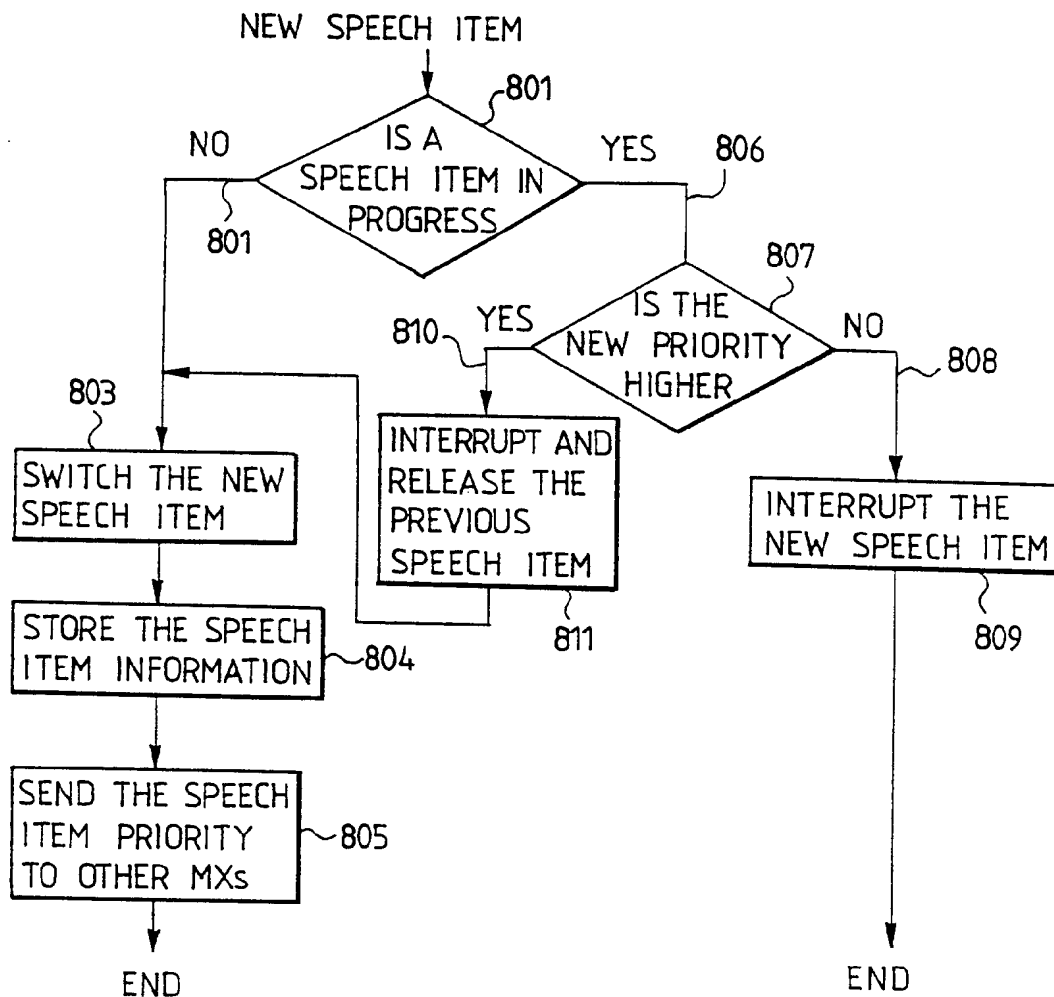 NEW SPEECH ITEM
801
IS A
SPEECH ITEM IN
PROGRESS
NO
801
YES
806
807
IS THE
NEW PRIORITY
HIGHER
YES
810
NO
808
803
SWITCH THE NEW
SPEECH ITEM
INTERRUPT AND
RELEASE THE
PREVIOUS
SPEECH ITEM
811
INTERRUPT THE
NEW SPEECH ITEM
809
STORE THE SPEECH
ITEM INFORMATION
804
SEND THE SPEECH
ITEM PRIORITY
TO OTHER MXs
805
END
END